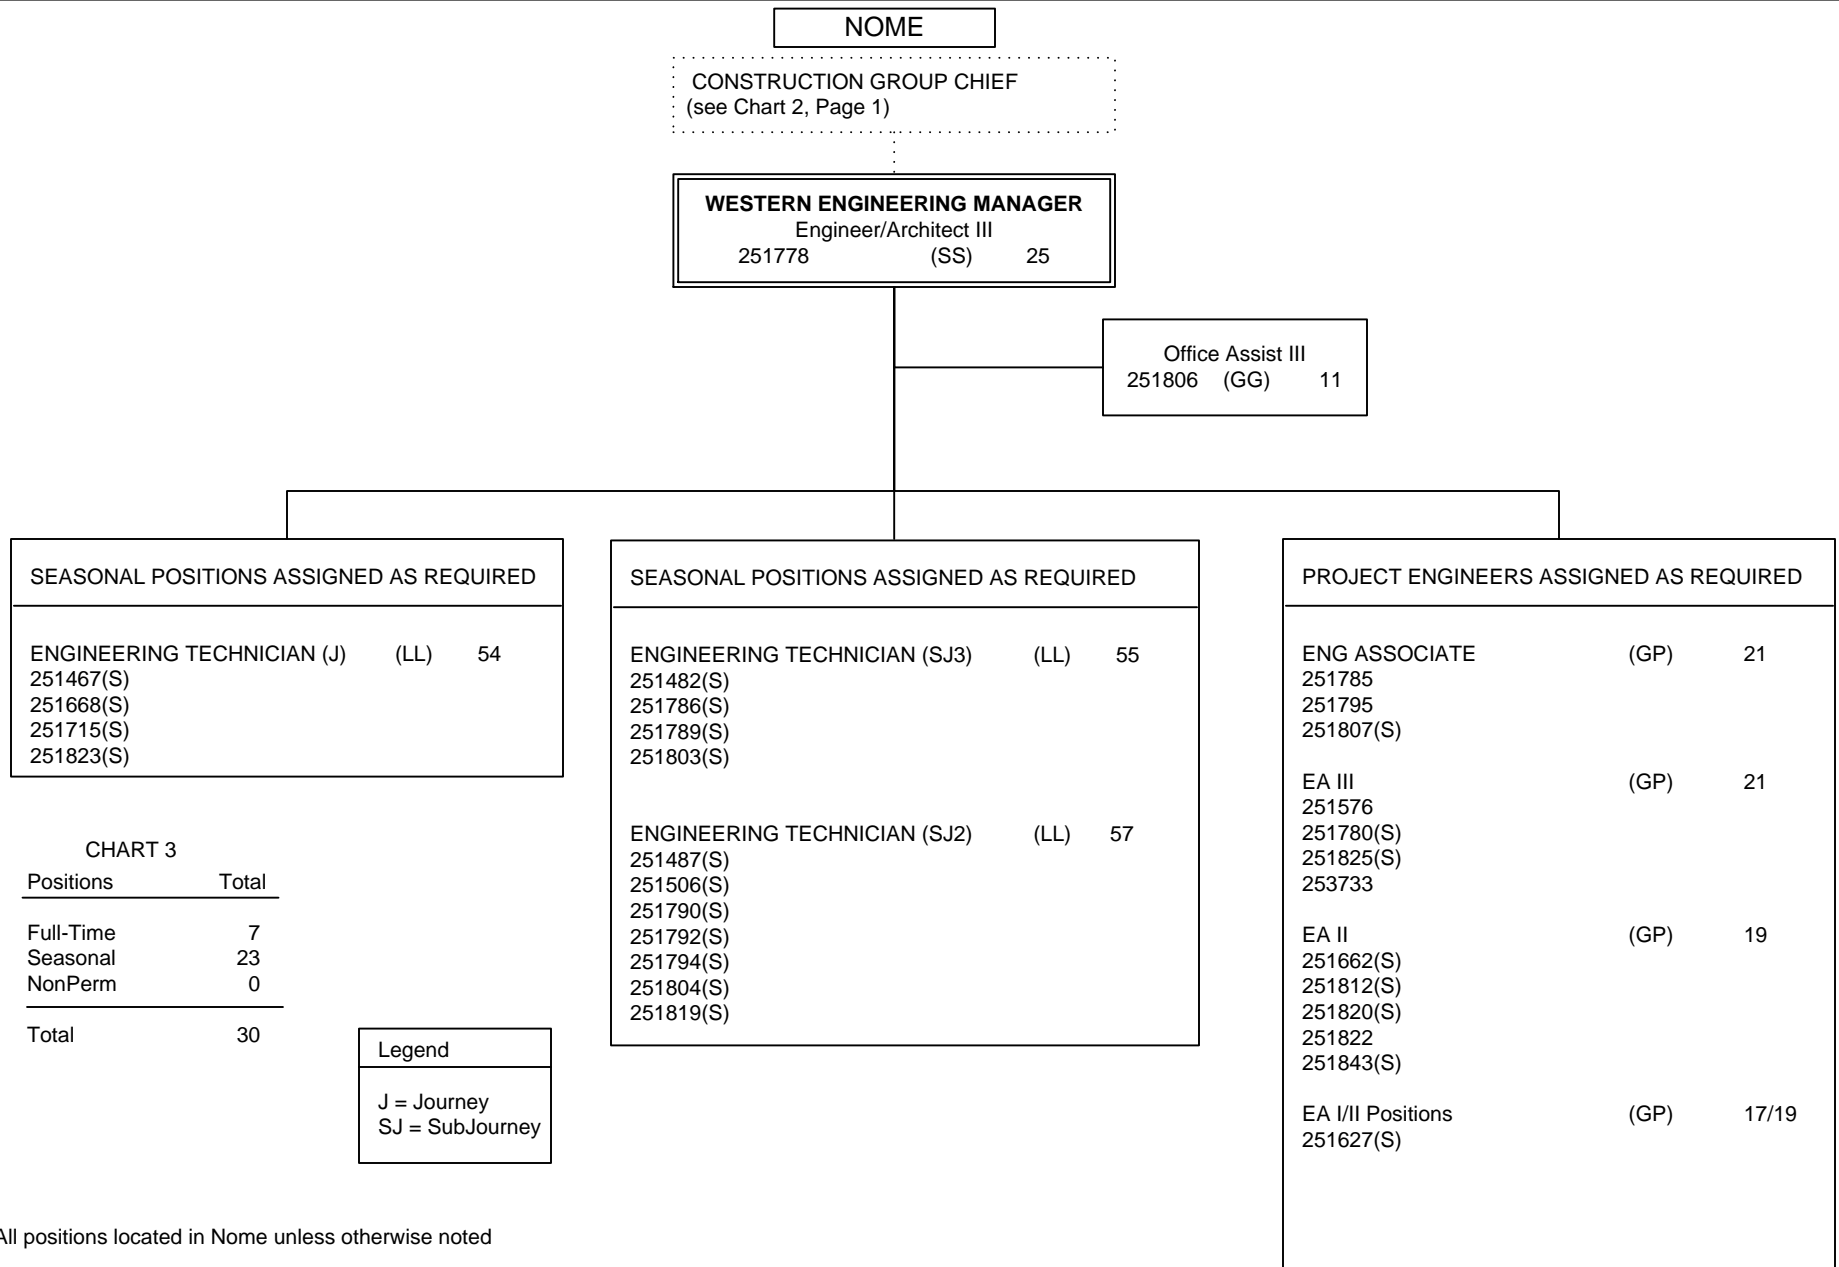 NOME
CONSTRUCTION GROUP CHIEF
(see Chart 2, Page 1)
WESTERN ENGINEERING MANAGER
Engineer/Architect III
251778 (SS) 25
Office Assist III
251806 (GG) 11
SEASONAL POSITIONS ASSIGNED AS REQUIRED
ENGINEERING TECHNICIAN (J) (LL) 54
251467(S)
251668(S)
251715(S)
251823(S)
SEASONAL POSITIONS ASSIGNED AS REQUIRED
ENGINEERING TECHNICIAN (SJ3) (LL) 55
251482(S)
251786(S)
251789(S)
251803(S)
ENGINEERING TECHNICIAN (SJ2) (LL) 57
251487(S)
251506(S)
251790(S)
251792(S)
251794(S)
251804(S)
251819(S)
PROJECT ENGINEERS ASSIGNED AS REQUIRED
ENG ASSOCIATE (GP) 21
251785
251795
251807(S)
EA III (GP) 21
251576
251780(S)
251825(S)
253733
EA II (GP) 19
251662(S)
251812(S)
251820(S)
251822
251843(S)
EA I/II Positions (GP) 17/19
251627(S)
CHART 3
Positions Total
Full-Time 7
Seasonal 23
NonPerm 0
Total 30
Legend
J = Journey
SJ = SubJourney
All positions located in Nome unless otherwise noted